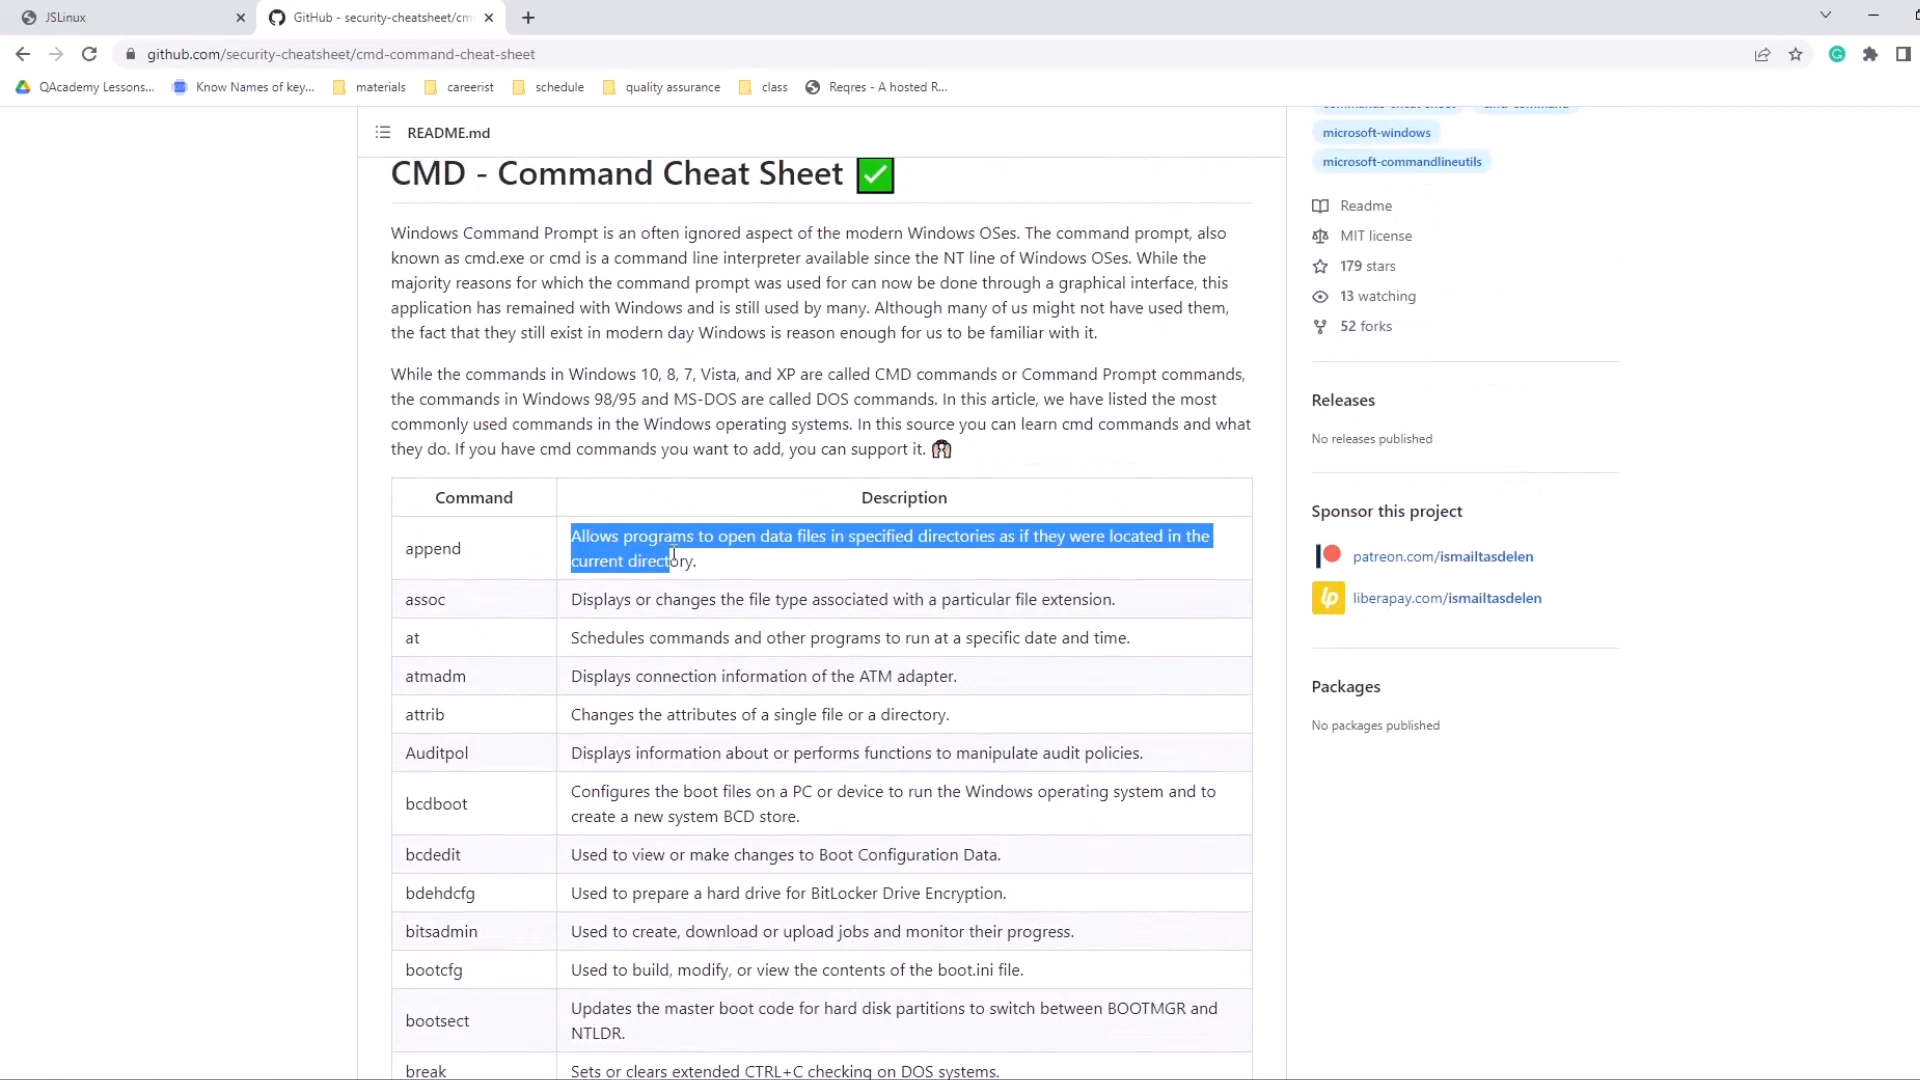 JSLinux
GitHub - security-cheatsheet/cm
github.com/security-cheatsheet/cmd-command-cheat-sheet
QAcademy Lessons...
Know Names of key...
materials
careerist
schedule
quality assurance
class
Reqres - A hosted R...
README.md
CMD - Command Cheat Sheet
Windows Command Prompt is an often ignored aspect of the modern Windows OSes. The command prompt, also
known as cmd.exe or cmd is a command line interpreter available since the NT line of Windows OSes. While the
majority reasons for which the command prompt was used for can now be done through a graphical interface, this
application has remained with Windows and is still used by many. Although many of us might not have used them,
the fact that they still exist in modern day Windows is reason enough for us to be familiar with it.
While the commands in Windows 10, 8, 7, Vista, and XP are called CMD commands or Command Prompt commands,
the commands in Windows 98/95 and MS-DOS are called DOS commands. In this article, we have listed the most
commonly used commands in the Windows operating systems. In this source you can learn cmd commands and what
they do. If you have cmd commands you want to add, you can support it.
Command Description
append Allows programs to open data files in specified directories as if they were located in the
current directory.
assoc Displays or changes the file type associated with a particular file extension.
at Schedules commands and other programs to run at a specific date and time.
atmadm Displays connection information of the ATM adapter.
attrib Changes the attributes of a single file or a directory.
Auditpol Displays information about or performs functions to manipulate audit policies.
bcdboot Configures the boot files on a PC or device to run the Windows operating system and to
create a new system BCD store.
bcdedit Used to view or make changes to Boot Configuration Data.
bdehdcfg Used to prepare a hard drive for BitLocker Drive Encryption.
bitsadmin Used to create, download or upload jobs and monitor their progress.
bootcfg Used to build, modify, or view the contents of the boot.ini file.
bootsect Updates the master boot code for hard disk partitions to switch between BOOTMGR and
NTLDR.
break Sets or clears extended CTRL+C checking on DOS systems.
commands-cheat-sheet cmd-command
microsoft-windows
microsoft-commandlineutils
Readme
MIT license
179 stars
13 watching
52 forks
Releases
No releases published
Sponsor this project
patreon.com/ismailtasdelen
lp liberapay.com/ismailtasdelen
Packages
No packages published